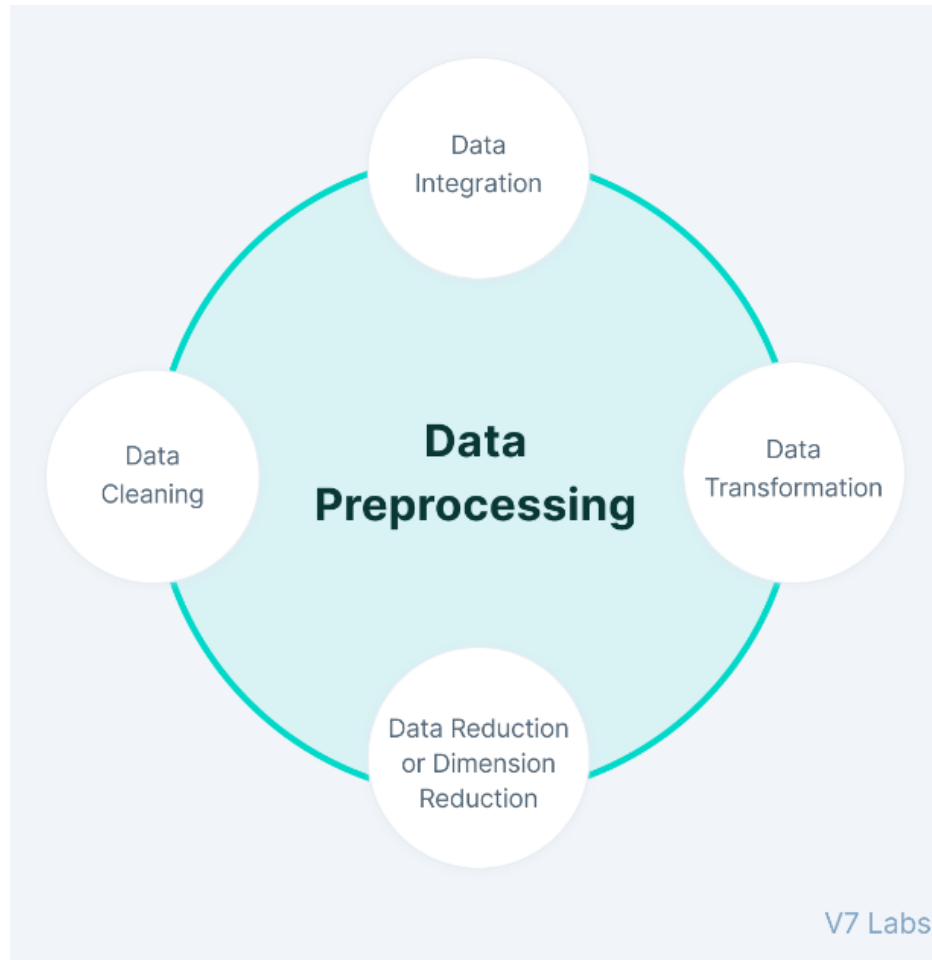 Data
Integration
Data
Cleaning
Data
Preprocessing
Data
Transformation
Data Reduction
or Dimension
Reduction
V7 Labs